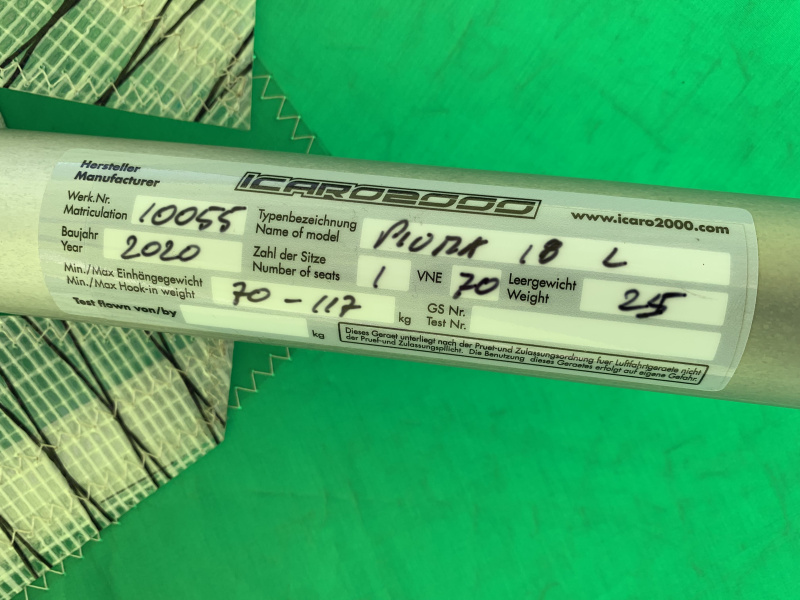 Hersteller
Manufacturer
ICARO2000
www.icaro2000.com
Werk.Nr.
Matriculation 10055
Typenbezeichnung
Name of model 18 L
Baujahr
Year 2020
Zahl der Sitze
Number of seats 1
VNE 70
Leergewicht
Weight 25
Min./Max Einhängegewicht
Min./Max Hook-in weight 70 - 117 kg
GS Nr.
Test Nr.
Test flown von/by kg
Dieses Geraet unterliegt nach der Pruef-und Zulassungsordnung fuer Luftfahrtgeraete nicht
der Pruef-und Zulassungspflicht. Die Benutzung dieses Geraetes erfolgt auf eigene Gefahr.